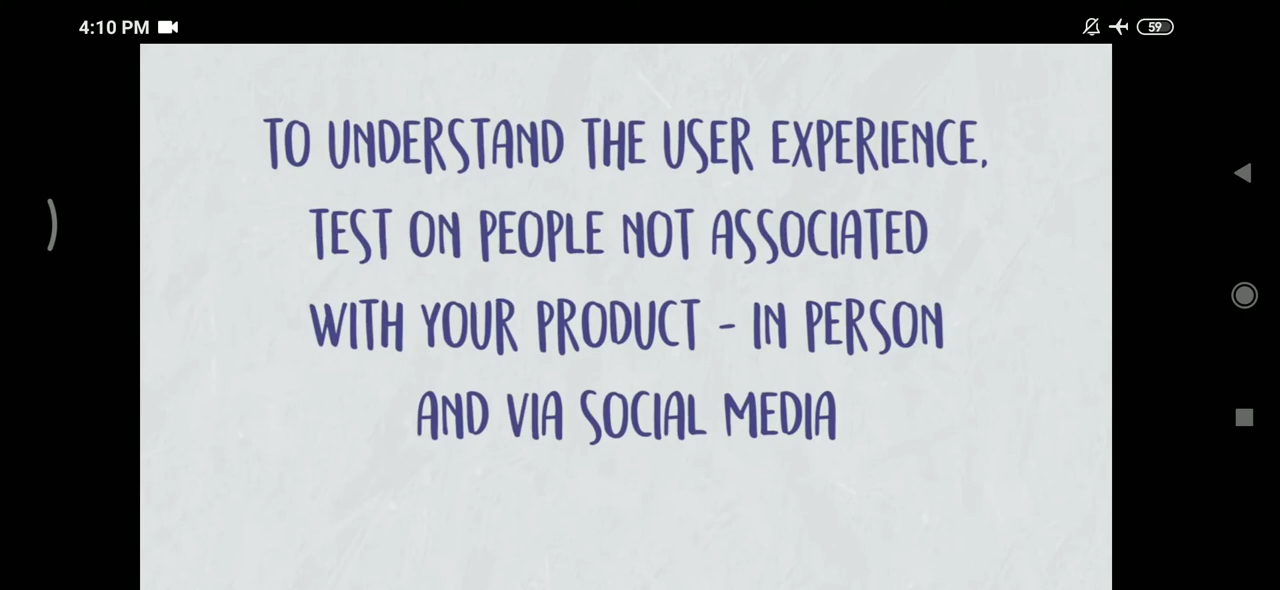 4:10 PM
59
TO UNDERSTAND THE USER EXPERIENCE,
TEST ON PEOPLE NOT ASSOCIATED
WITH YOUR PRODUCT - IN PERSON
AND VIA SOCIAL MEDIA